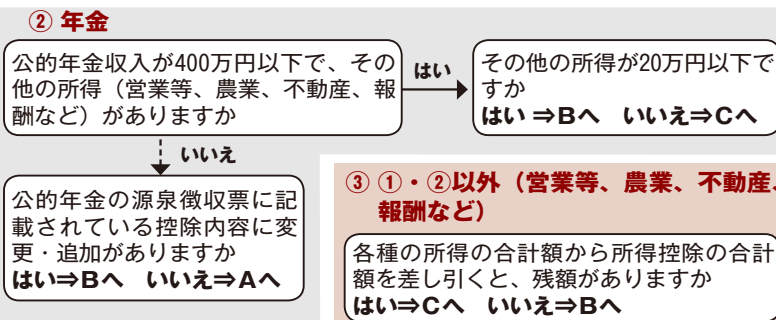 ② 年金
公的年金収入が400万円以下で、その
他の所得（営業等、農業、不動産、報
酬など）がありますか
はい
その他の所得が20万円以下で
すか
はい ⇒Bへ　いいえ⇒Cへ
いいえ
公的年金の源泉徴収票に記
載されている控除内容に変
更・追加がありますか
はい⇒Bへ　いいえ⇒Aへ
③ ①・②以外（営業等、農業、不動産、
報酬など）
各種の所得の合計額から所得控除の合計
額を差し引くと、残額がありますか
はい⇒Cへ　いいえ⇒Bへ